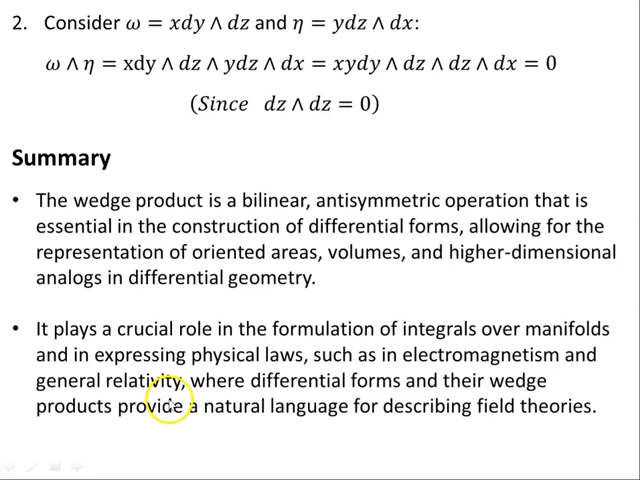 2. Consider 𝜔 = 𝑥𝑑𝑦 ∧ 𝑑𝑧 and 𝜂 = 𝑦𝑑𝑧 ∧ 𝑑𝑥:
𝜔 ∧ 𝜂 = xdy ∧ 𝑑𝑧 ∧ 𝑦𝑑𝑧 ∧ 𝑑𝑥 = 𝑥𝑦𝑑𝑦 ∧ 𝑑𝑧 ∧ 𝑑𝑧 ∧ 𝑑𝑥 = 0
(𝑆𝑖𝑛𝑐𝑒 𝑑𝑧 ∧ 𝑑𝑧 = 0)
Summary
• The wedge product is a bilinear, antisymmetric operation that is
essential in the construction of differential forms, allowing for the
representation of oriented areas, volumes, and higher-dimensional
analogs in differential geometry.
• It plays a crucial role in the formulation of integrals over manifolds
and in expressing physical laws, such as in electromagnetism and
general relativity, where differential forms and their wedge
products provide a natural language for describing field theories.